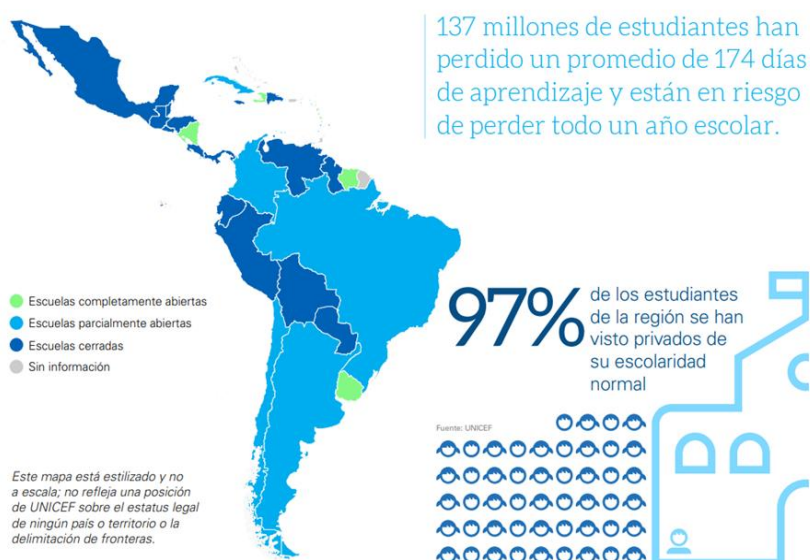 137 millones de estudiantes han
perdido un promedio de 174 días
de aprendizaje y están en riesgo
de perder todo un año escolar.
Escuelas completamente abiertas
Escuelas parcialmente abiertas
Escuelas cerradas
Sin información
97%
de los estudiantes
de la región se han
visto privados de
su escolaridad
normal
Fuente: UNICEF
Este mapa está estilizado y no
a escala; no refleja una posición
de UNICEF sobre el estatus legal
de ningún país o territorio o la
delimitación de fronteras.